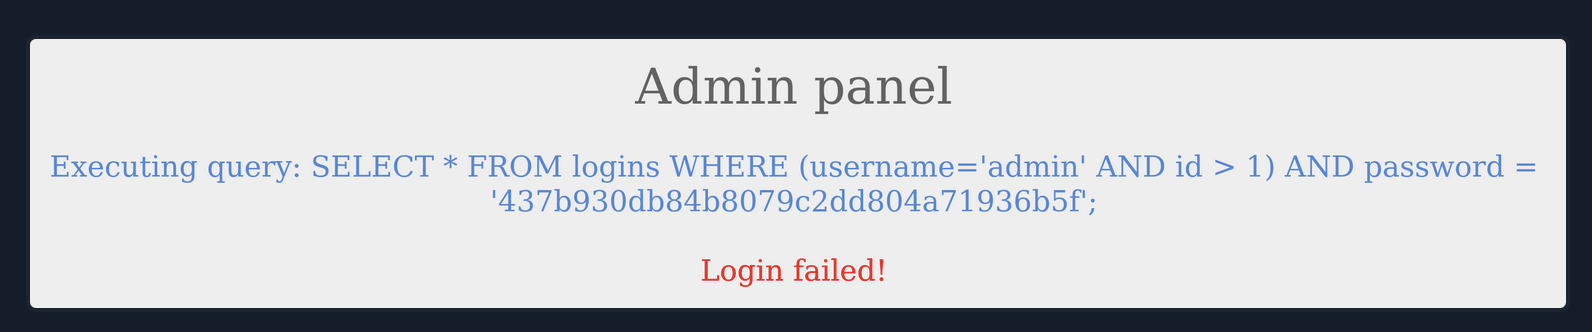 Admin panel
Executing query: SELECT * FROM logins WHERE (username='admin' AND id > 1) AND password =
'437b930db84b8079c2dd804a71936b5f';
Login failed!